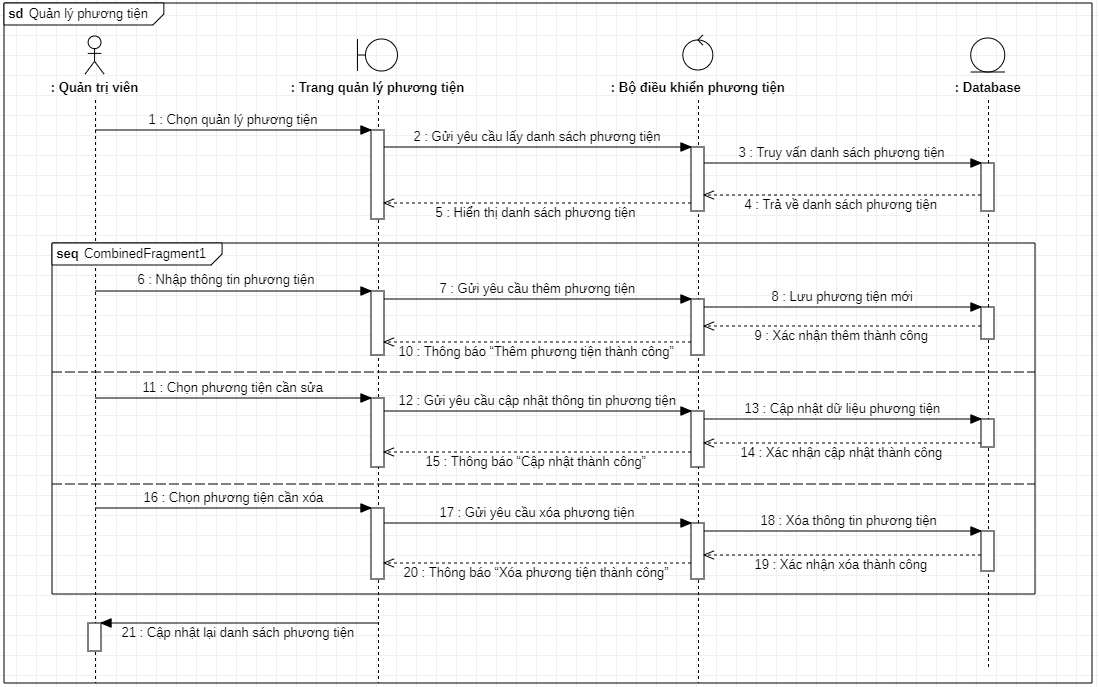 sd Quản lý phương tiện
: Quản trị viên
: Trang quản lý phương tiện
: Bộ điều khiển phương tiện
: Database
1 : Chọn quản lý phương tiện
2 : Gửi yêu cầu lấy danh sách phương tiện
3 : Truy vấn danh sách phương tiện
4 : Trả về danh sách phương tiện
5 : Hiển thị danh sách phương tiện
seq CombinedFragment1
6 : Nhập thông tin phương tiện
7 : Gửi yêu cầu thêm phương tiện
8 : Lưu phương tiện mới
9 : Xác nhận thêm thành công
10 : Thông báo “Thêm phương tiện thành công”
11 : Chọn phương tiện cần sửa
12 : Gửi yêu cầu cập nhật thông tin phương tiện
13 : Cập nhật dữ liệu phương tiện
14 : Xác nhận cập nhật thành công
15 : Thông báo “Cập nhật thành công”
16 : Chọn phương tiện cần xóa
17 : Gửi yêu cầu xóa phương tiện
18 : Xóa thông tin phương tiện
19 : Xác nhận xóa thành công
20 : Thông báo “Xóa phương tiện thành công”
21 : Cập nhật lại danh sách phương tiện